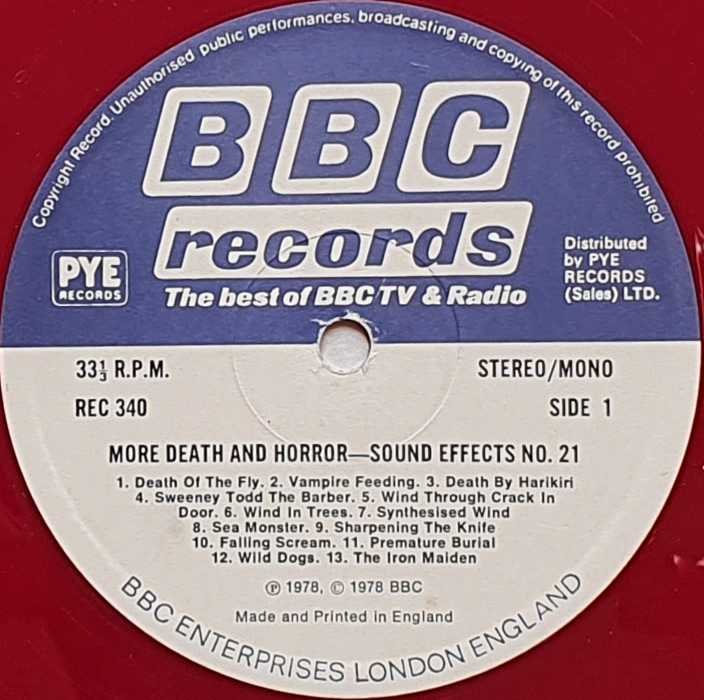 Copyright Record. Unauthorised public performances, broadcasting and copying of this record prohibited
BBC
records
The best of BBC TV & Radio
PYE
RECORDS
Distributed
by PYE
RECORDS
(Sales) LTD.
33⅓ R.P.M.
STEREO/MONO
REC 340
SIDE 1
MORE DEATH AND HORROR—SOUND EFFECTS NO. 21
1. Death Of The Fly. 2. Vampire Feeding. 3. Death By Harikiri
4. Sweeney Todd The Barber. 5. Wind Through Crack In
Door. 6. Wind In Trees. 7. Synthesised Wind
8. Sea Monster. 9. Sharpening The Knife
10. Falling Scream. 11. Premature Burial
12. Wild Dogs. 13. The Iron Maiden
℗ 1978, © 1978 BBC
Made and Printed in England
BBC ENTERPRISES LONDON ENGLAND